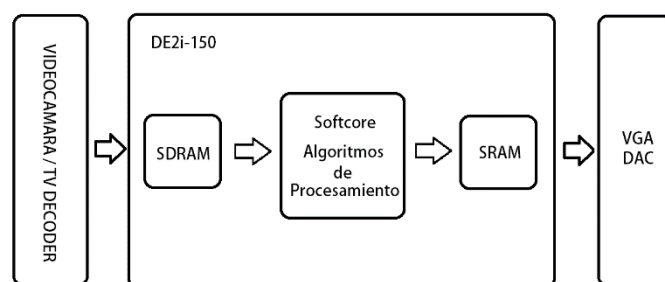 VIDEOCAMARA / TV DECODER
DE2i-150
SDRAM
Softcore
Algoritmos
de
Procesamiento
SRAM
VGA
DAC